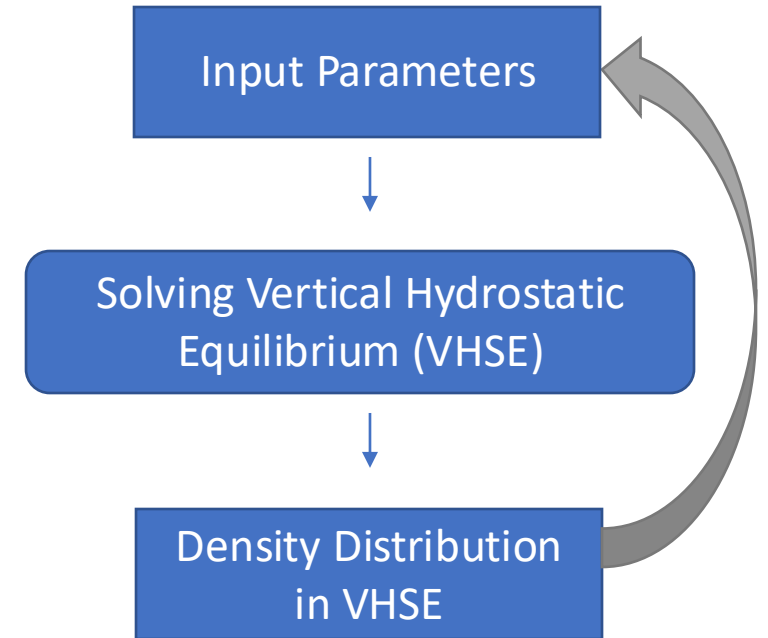 Input Parameters
Solving Vertical Hydrostatic
Equilibrium (VHSE)
Density Distribution
in VHSE